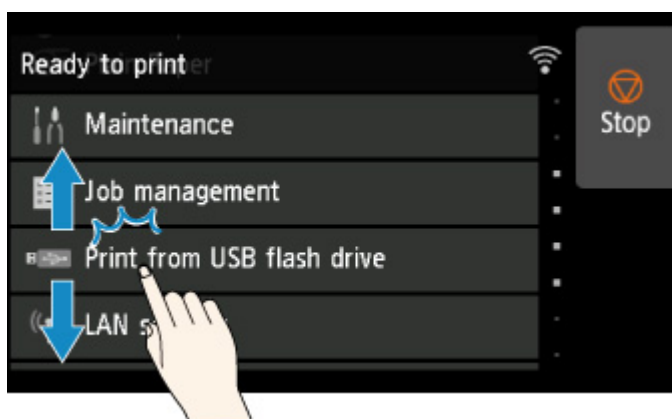 Ready to print
Stop
Maintenance
Job management
Print from USB flash drive
LAN s